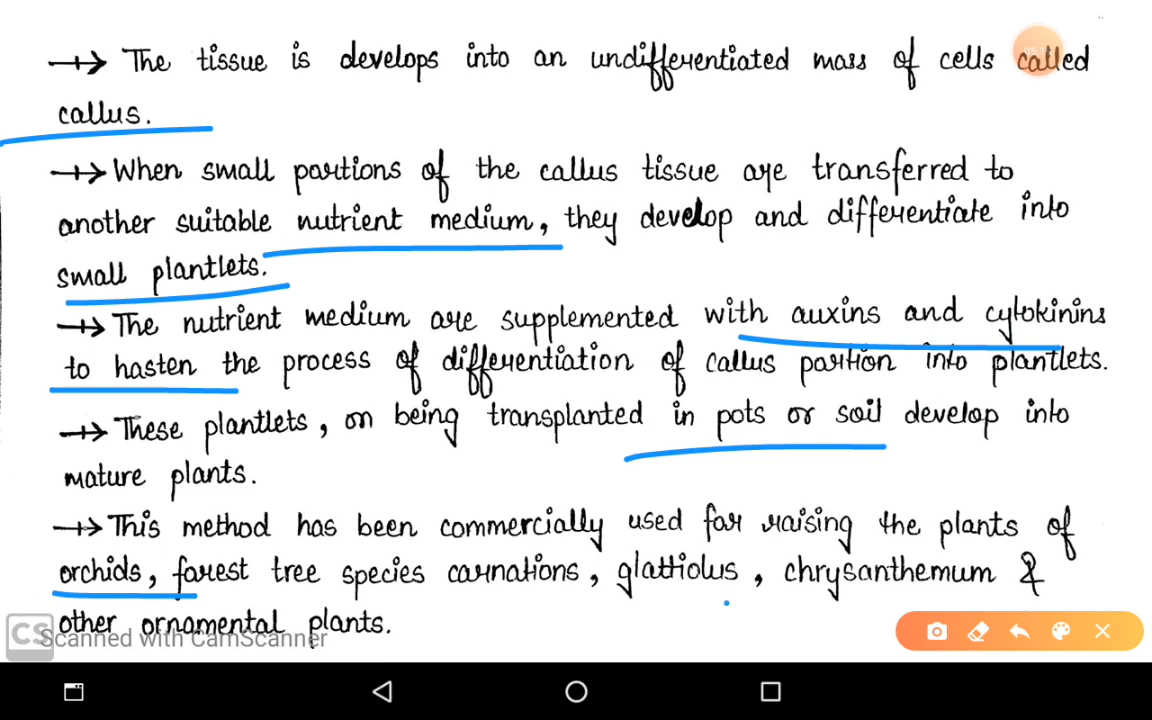 → The tissue is develops into an undifferentiated mass of cells called
callus.
→ When small portions of the callus tissue are transferred to
another suitable nutrient medium, they develop and differentiate into
small plantlets.
→ The nutrient medium are supplemented with auxins and cytokinins
to hasten the process of differentiation of callus portion into plantlets.
→ These plantlets, on being transplanted in pots or soil develop into
mature plants.
→ This method has been commercially used for raising the plants of
orchids, forest tree species carnations, glattiolus, chrysanthemum &
other ornamental plants.
CS Scanned with CamScanner